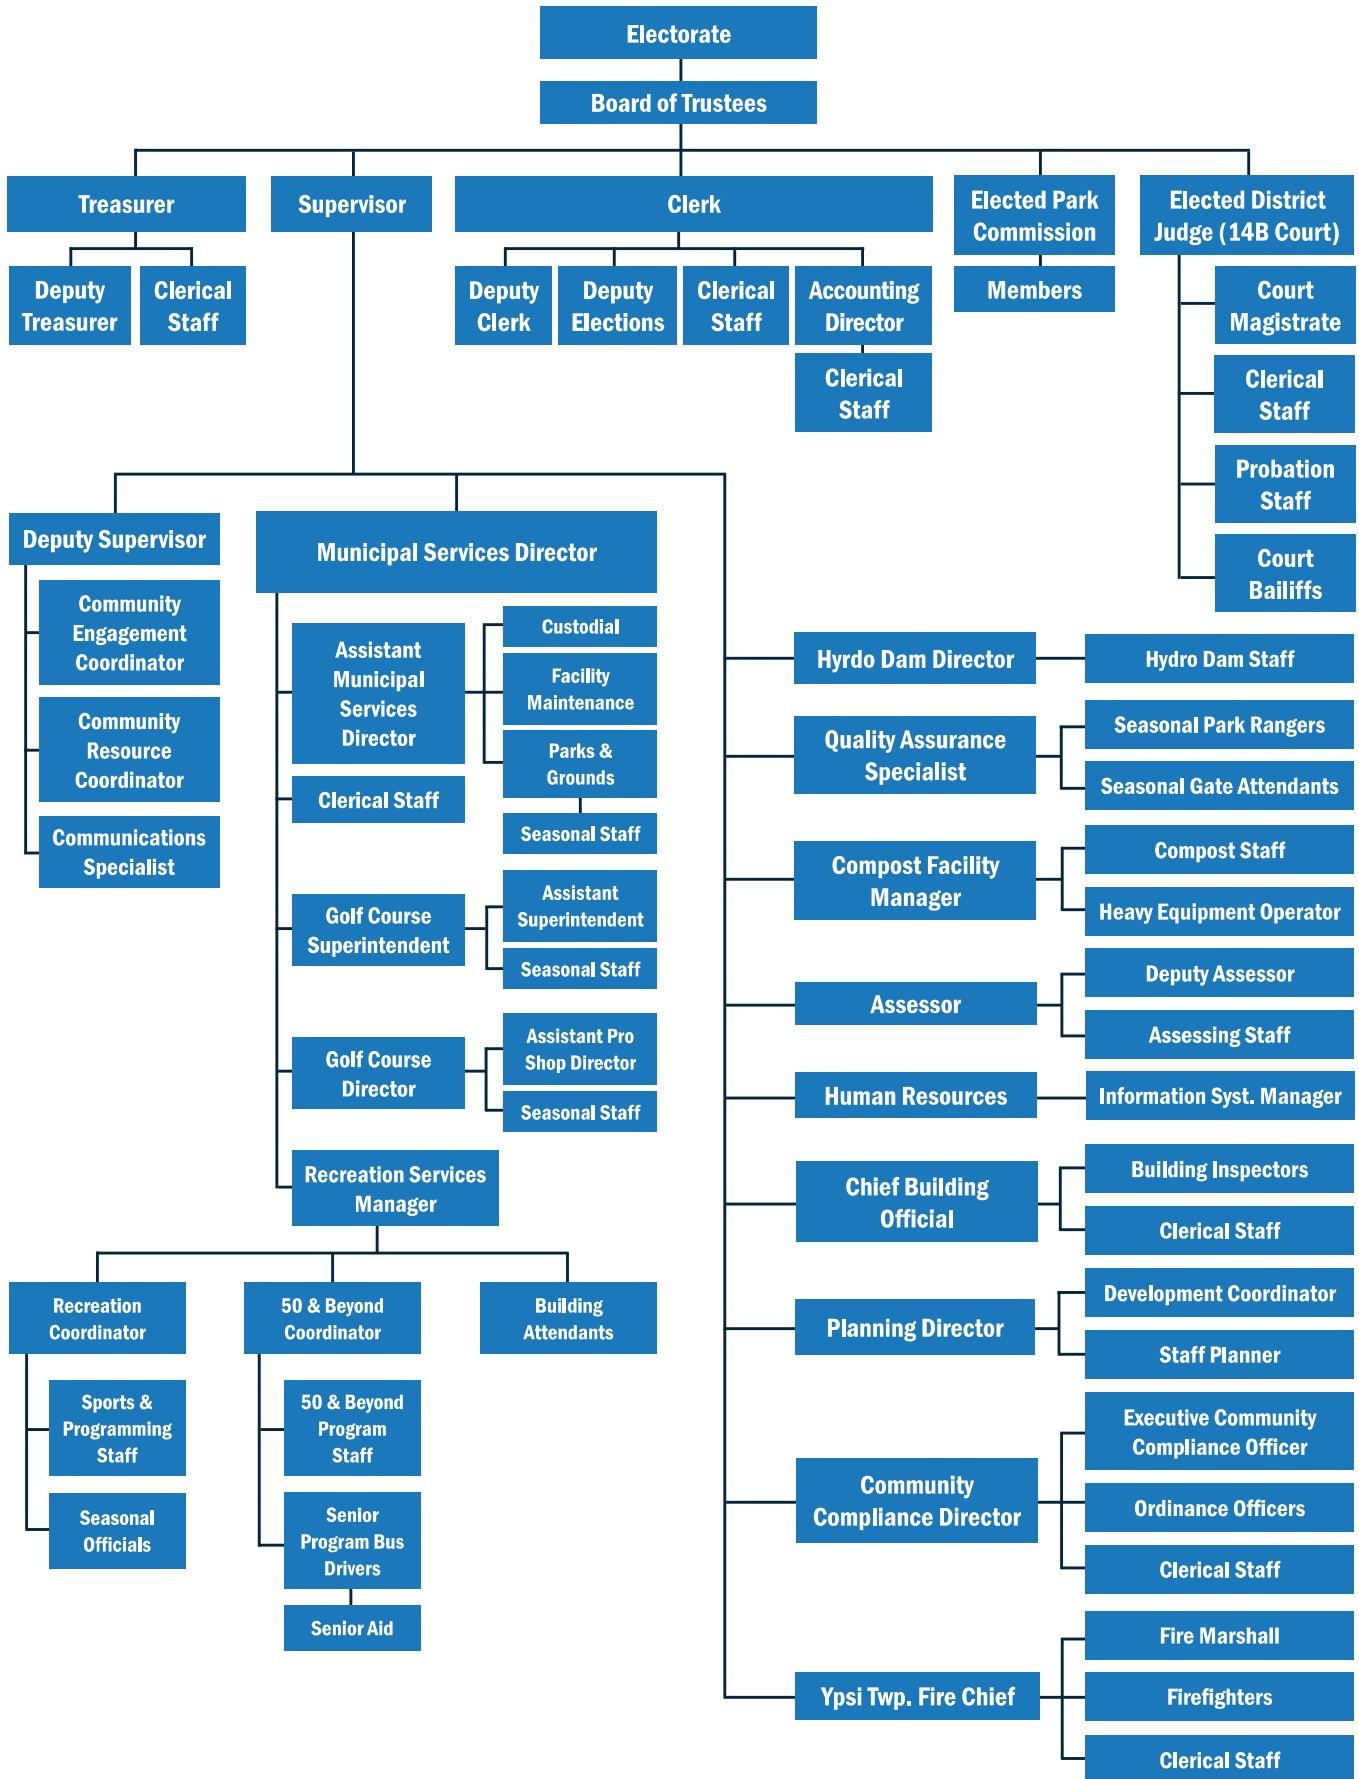 Electorate
Board of Trustees
Treasurer
Supervisor
Clerk
Elected Park
Commission
Elected District
Judge (14B Court)
Deputy
Treasurer
Clerical
Staff
Deputy
Clerk
Deputy
Elections
Clerical
Staff
Accounting
Director
Clerical
Staff
Members
Court
Magistrate
Clerical
Staff
Probation
Staff
Court
Bailiffs
Deputy Supervisor
Community
Engagement
Coordinator
Community
Resource
Coordinator
Communications
Specialist
Municipal Services Director
Assistant
Municipal
Services
Director
Custodial
Facility
Maintenance
Parks &
Grounds
Seasonal Staff
Clerical Staff
Golf Course
Superintendent
Assistant
Superintendent
Seasonal Staff
Golf Course
Director
Assistant Pro
Shop Director
Seasonal Staff
Recreation Services
Manager
Recreation
Coordinator
Sports &
Programming
Staff
Seasonal
Officials
50 & Beyond
Coordinator
50 & Beyond
Program
Staff
Senior
Program Bus
Drivers
Senior Aid
Building
Attendants
Hyrdo Dam Director
Hydro Dam Staff
Quality Assurance
Specialist
Seasonal Park Rangers
Seasonal Gate Attendants
Compost Facility
Manager
Compost Staff
Heavy Equipment Operator
Assessor
Deputy Assessor
Assessing Staff
Human Resources
Information Syst. Manager
Chief Building
Official
Building Inspectors
Clerical Staff
Planning Director
Development Coordinator
Staff Planner
Community
Compliance Director
Executive Community
Compliance Officer
Ordinance Officers
Clerical Staff
Ypsi Twp. Fire Chief
Fire Marshall
Firefighters
Clerical Staff